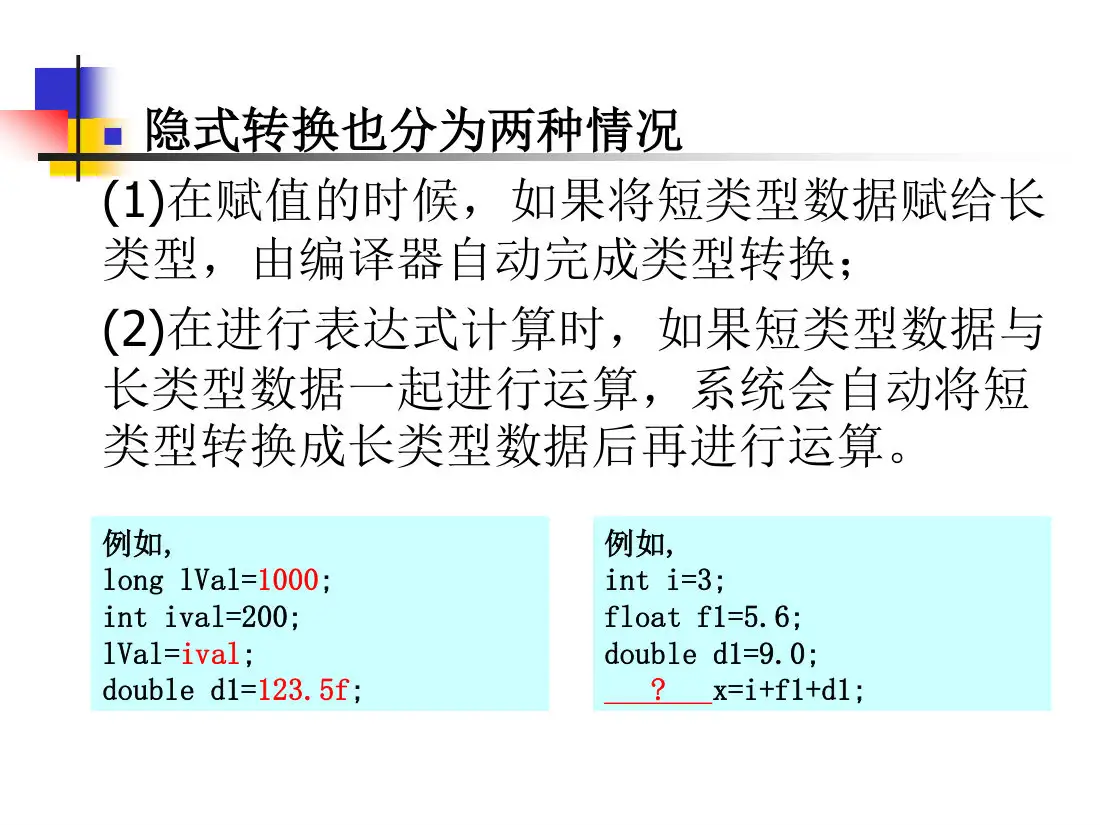 隐式转换也分为两种情况
(1)在赋值的时候，如果将短类型数据赋给长
类型，由编译器自动完成类型转换；
(2)在进行表达式计算时，如果短类型数据与
长类型数据一起进行运算，系统会自动将短
类型转换成长类型数据后再进行运算。
例如,
long lVal=1000;
int ival=200;
lVal=ival;
double d1=123.5f;
例如,
int i=3;
float f1=5.6;
double d1=9.0;
___?___x=i+f1+d1;